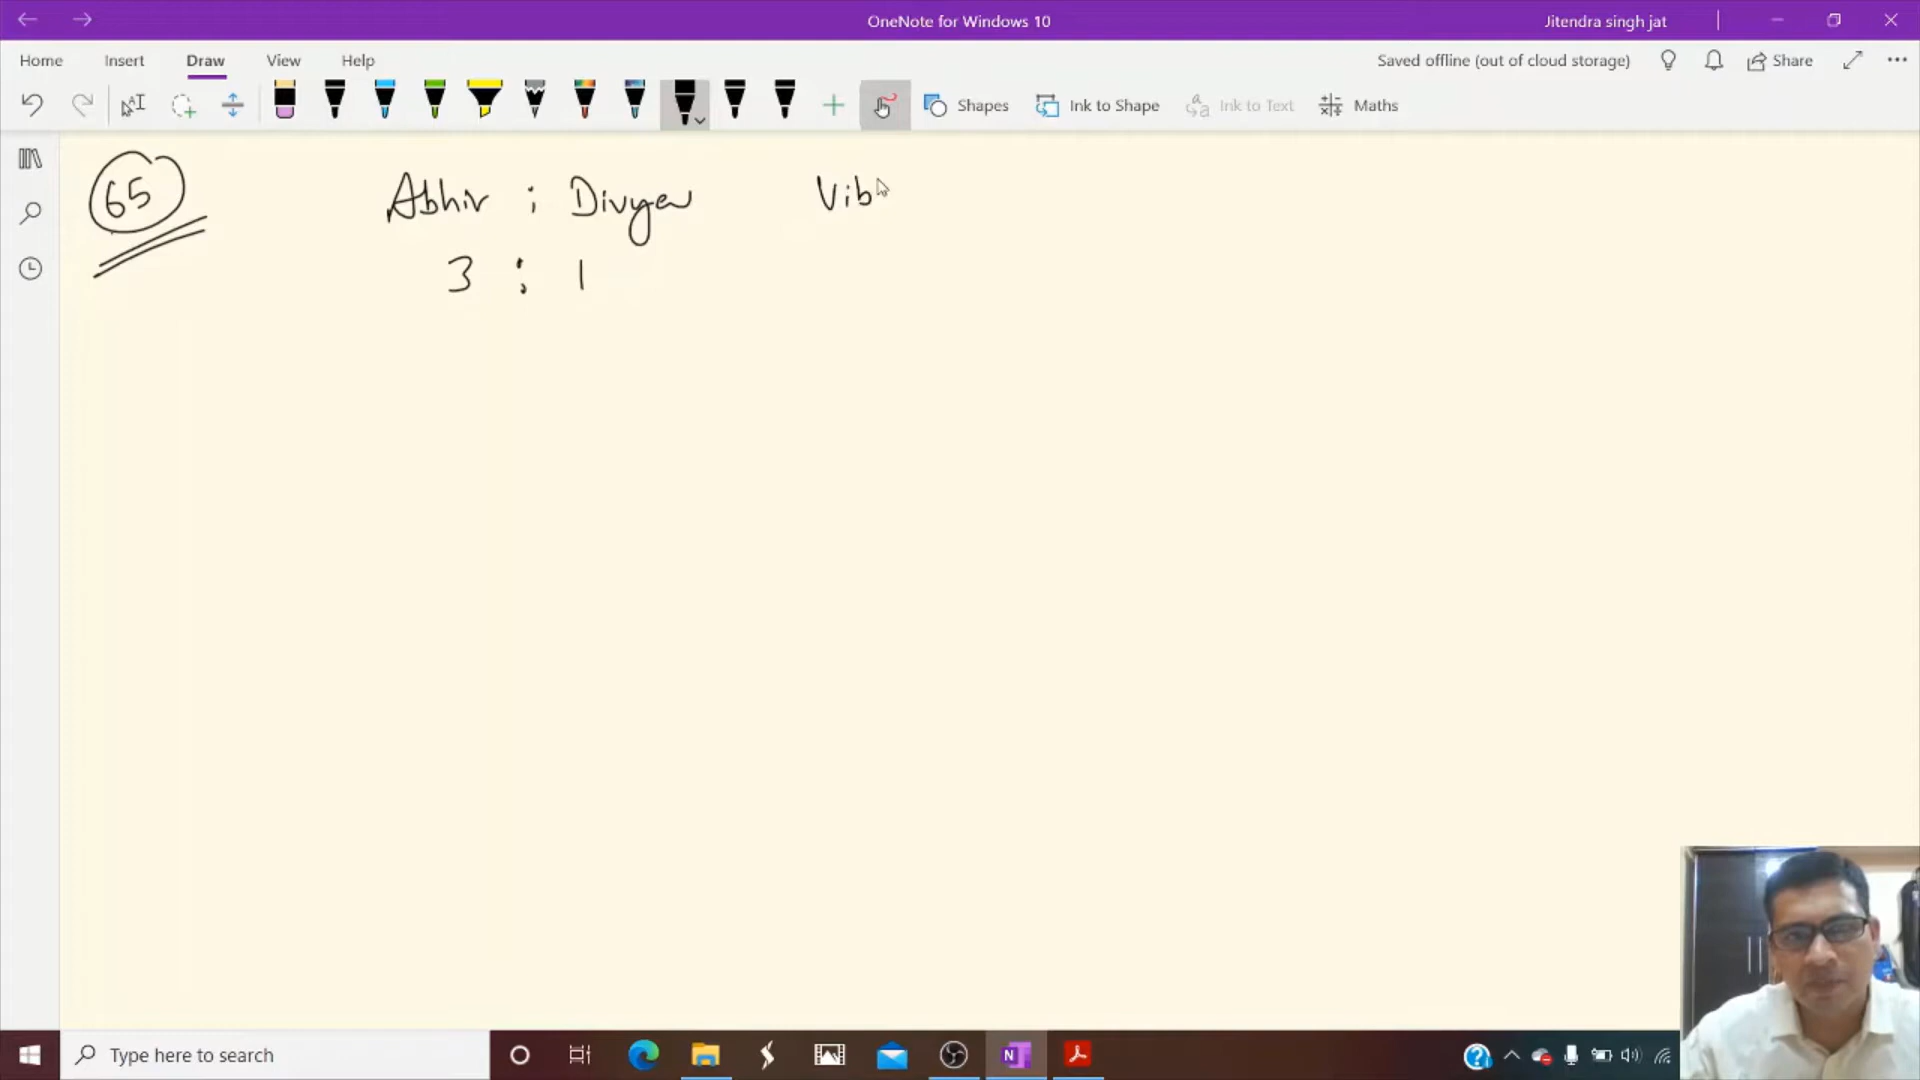 OneNote for Windows 10
Jitendra singh jat
Home Insert Draw View Help
Saved offline (out of cloud storage)
Share
Shapes
Ink to Shape
Ink to Text
Maths
65
Abhir : Divya Vib
3 : 1
Type here to search